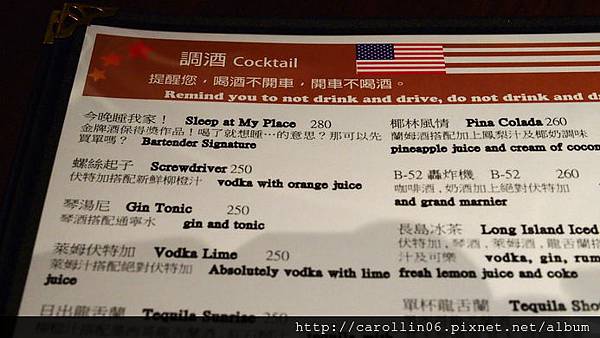 調酒 Cocktail
提醒您，喝酒不開車，開車不喝酒。
Remind you to not drink and drive, do not drink and
今晚睡我家！ Sleep at My Place 280
金牌酒保得獎作品！喝了就想睡…的意思？那可以先
買單嗎？ Bartender Signature
螺絲起子 Screwdriver 250
伏特加搭配新鮮柳橙汁 vodka with orange juice
琴湯尼 Gin Tonic 250
琴酒搭配通寧水 gin and tonic
萊姆伏特加 Vodka Lime 250
萊姆汁搭配絕對伏特加 Absolutely vodka with lime
juice
日出龍舌蘭 Tequila Sunrise 250
椰林風情 Pina Colada 260
蘭姆酒搭配加上鳳梨汁及椰奶調味
pineapple juice and cream of
B-52 轟炸機 B-52 260
咖啡酒，奶酒加上絕對伏特加
and grand marnier
長島冰茶 Long Island Iced
伏特加，琴酒，萊姆酒，龍舌蘭
汁及可樂 vodka, gin, rum
fresh lemon juice and coke
單杯龍舌蘭 Tequila
http://carollin06.pixnet.net/album